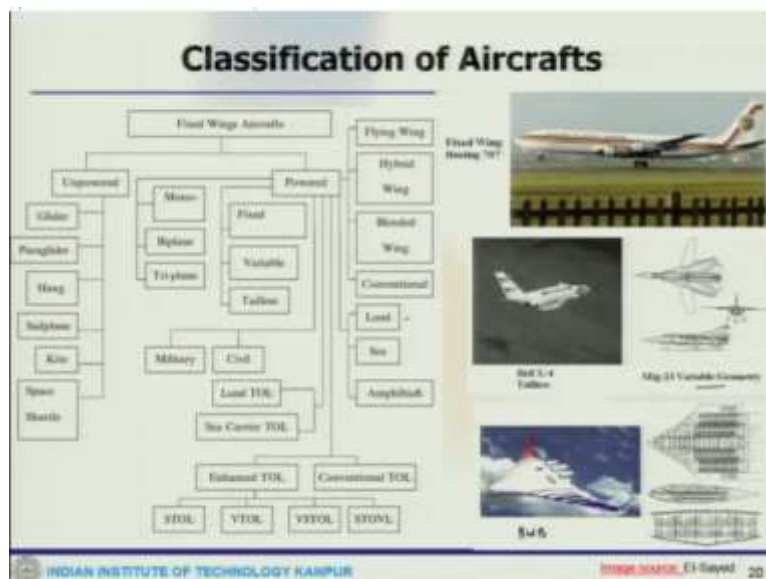 Classification of Aircrafts
Fixed Wings Aircrafts
Unpowered
Powered
Glider
Paraglider
Hang
Sailplane
Kite
Space
Shuttle
Mono-
Biplane
Tri-plane
Fixed
Variable
Tailless
Military
Civil
Land TOL
Sea Carrier TOL
Enhanced TOL
Conventional TOL
STOL
VTOL
VSTOL
STOVL
Flying Wing
Hybrid
Wing
Blended
Wing
Conventional
Land
Sea
Amphibian
Fixed Wing
Boeing 707
Bell X-4
Tailless
Mig-23 Variable Geometry
BWB
INDIAN INSTITUTE OF TECHNOLOGY KANPUR
Image source: El-Sayed
20